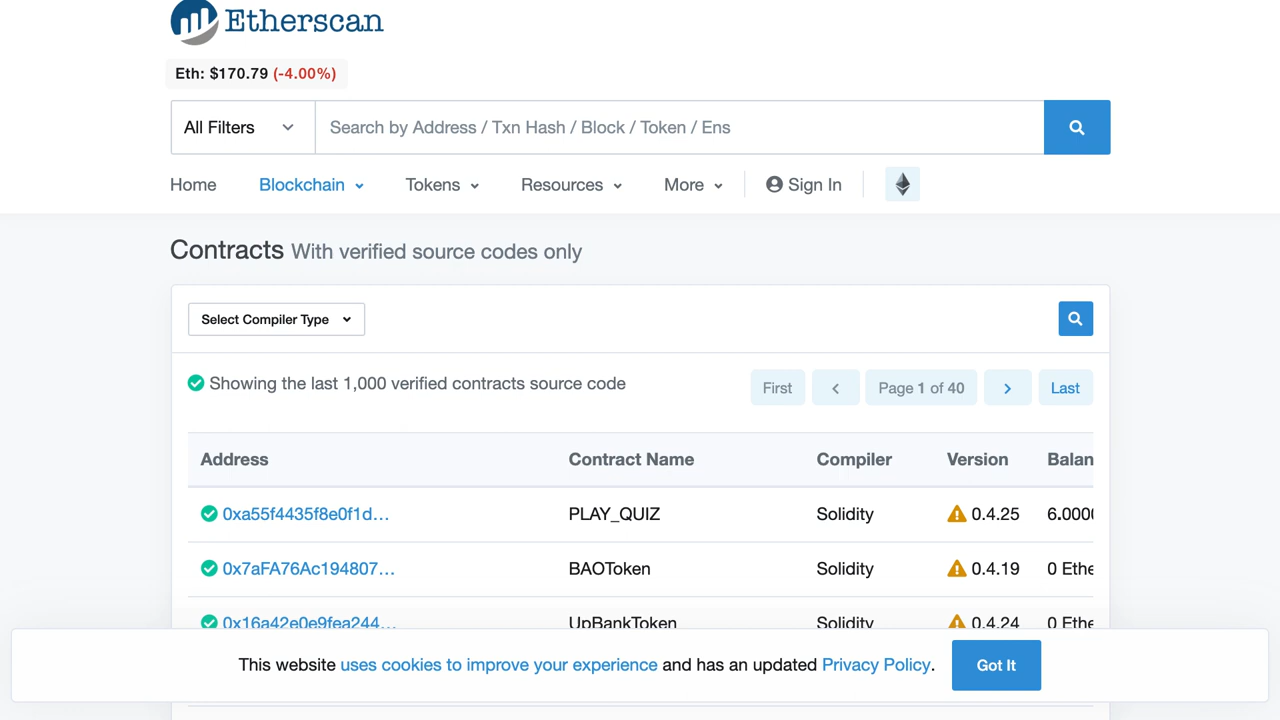 Etherscan
Eth: $170.79 (-4.00%)
All Filters
Search by Address / Txn Hash / Block / Token / Ens
Home Blockchain Tokens Resources More Sign In
Contracts With verified source codes only
Select Compiler Type
Showing the last 1,000 verified contracts source code First Page 1 of 40 Last
Address Contract Name Compiler Version Balan
0xa55f4435f8e0f1d... PLAY_QUIZ Solidity 0.4.25 6.000
0x7aFA76Ac194807... BAOToken Solidity 0.4.19 0 Ethe
0x16a42e0e9fea244... UpBankToken Solidity 0.4.24 0 Ethe
This website uses cookies to improve your experience and has an updated Privacy Policy. Got It